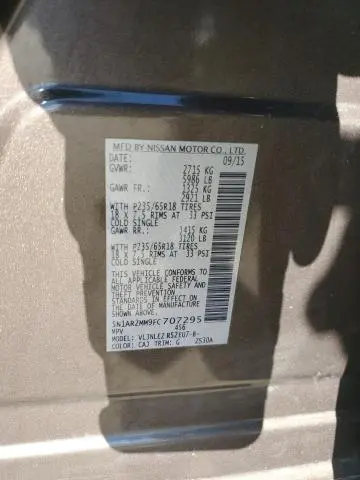 MFD BY NISSAN MOTOR CO., LTD.
DATE: 09/15
GVWR: 2715 KG
5986 LB
GAWR FR.: 1325 KG
2921 LB
WITH P235/65R18 TIRES
18 X 7.5 RIMS AT 33 PSI
COLD SINGLE
GAWR RR.: 1415 KG
3120 LB
WITH P235/65R18 TIRES
18 X 7.5 RIMS AT 33 PSI
COLD SINGLE
THIS VEHICLE CONFORMS TO
ALL APPLICABLE FEDERAL
MOTOR VEHICLE SAFETY AND
THEFT PREVENTION
STANDARDS IN EFFECT ON
THE DATE OF MANUFACTURE
SHOWN ABOVE.
5N1AR2MM9FC707295
MPV 456
MODEL:
COLOR: CAJ TRIM: G ZS30A